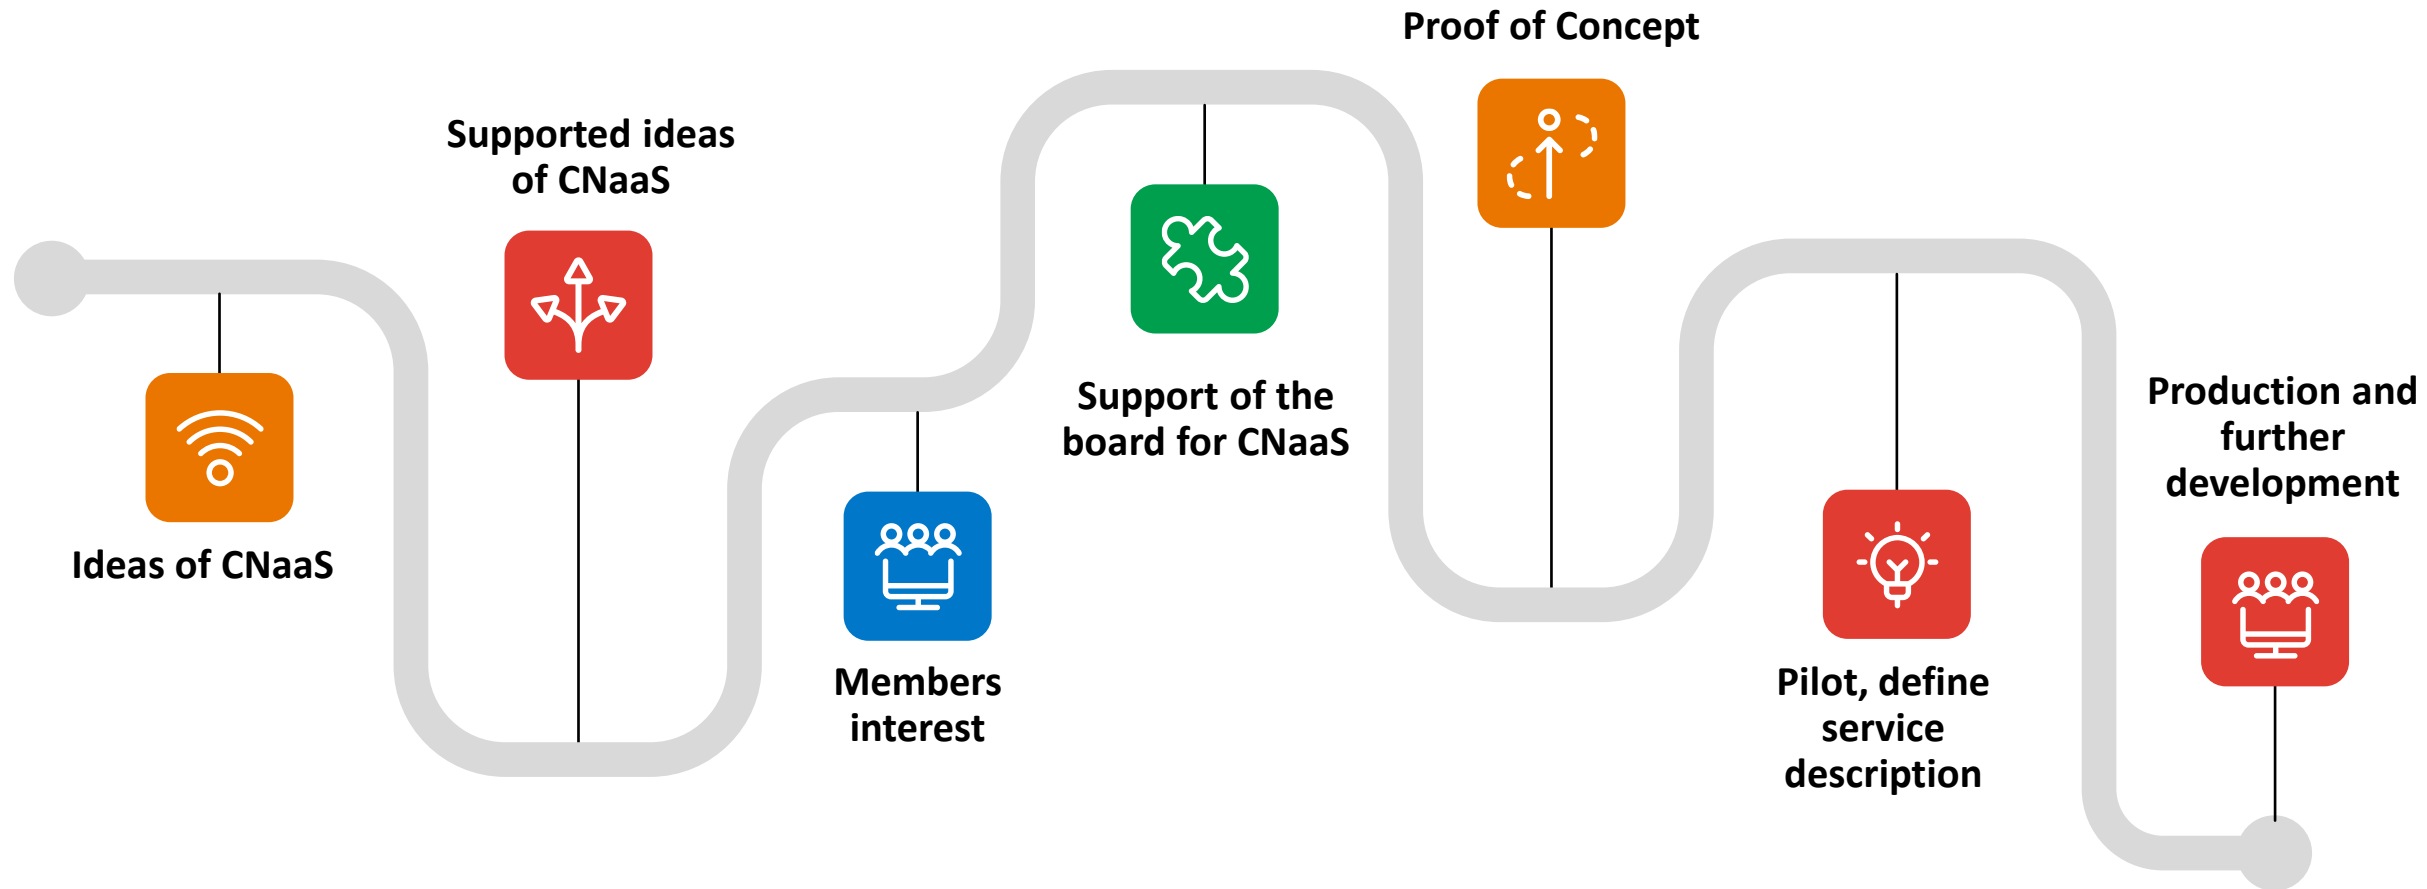 Ideas of CNaaS
Supported ideas
of CNaaS
Members
interest
Support of the
board for CNaaS
Proof of Concept
Pilot, define
service
description
Production and
further
development